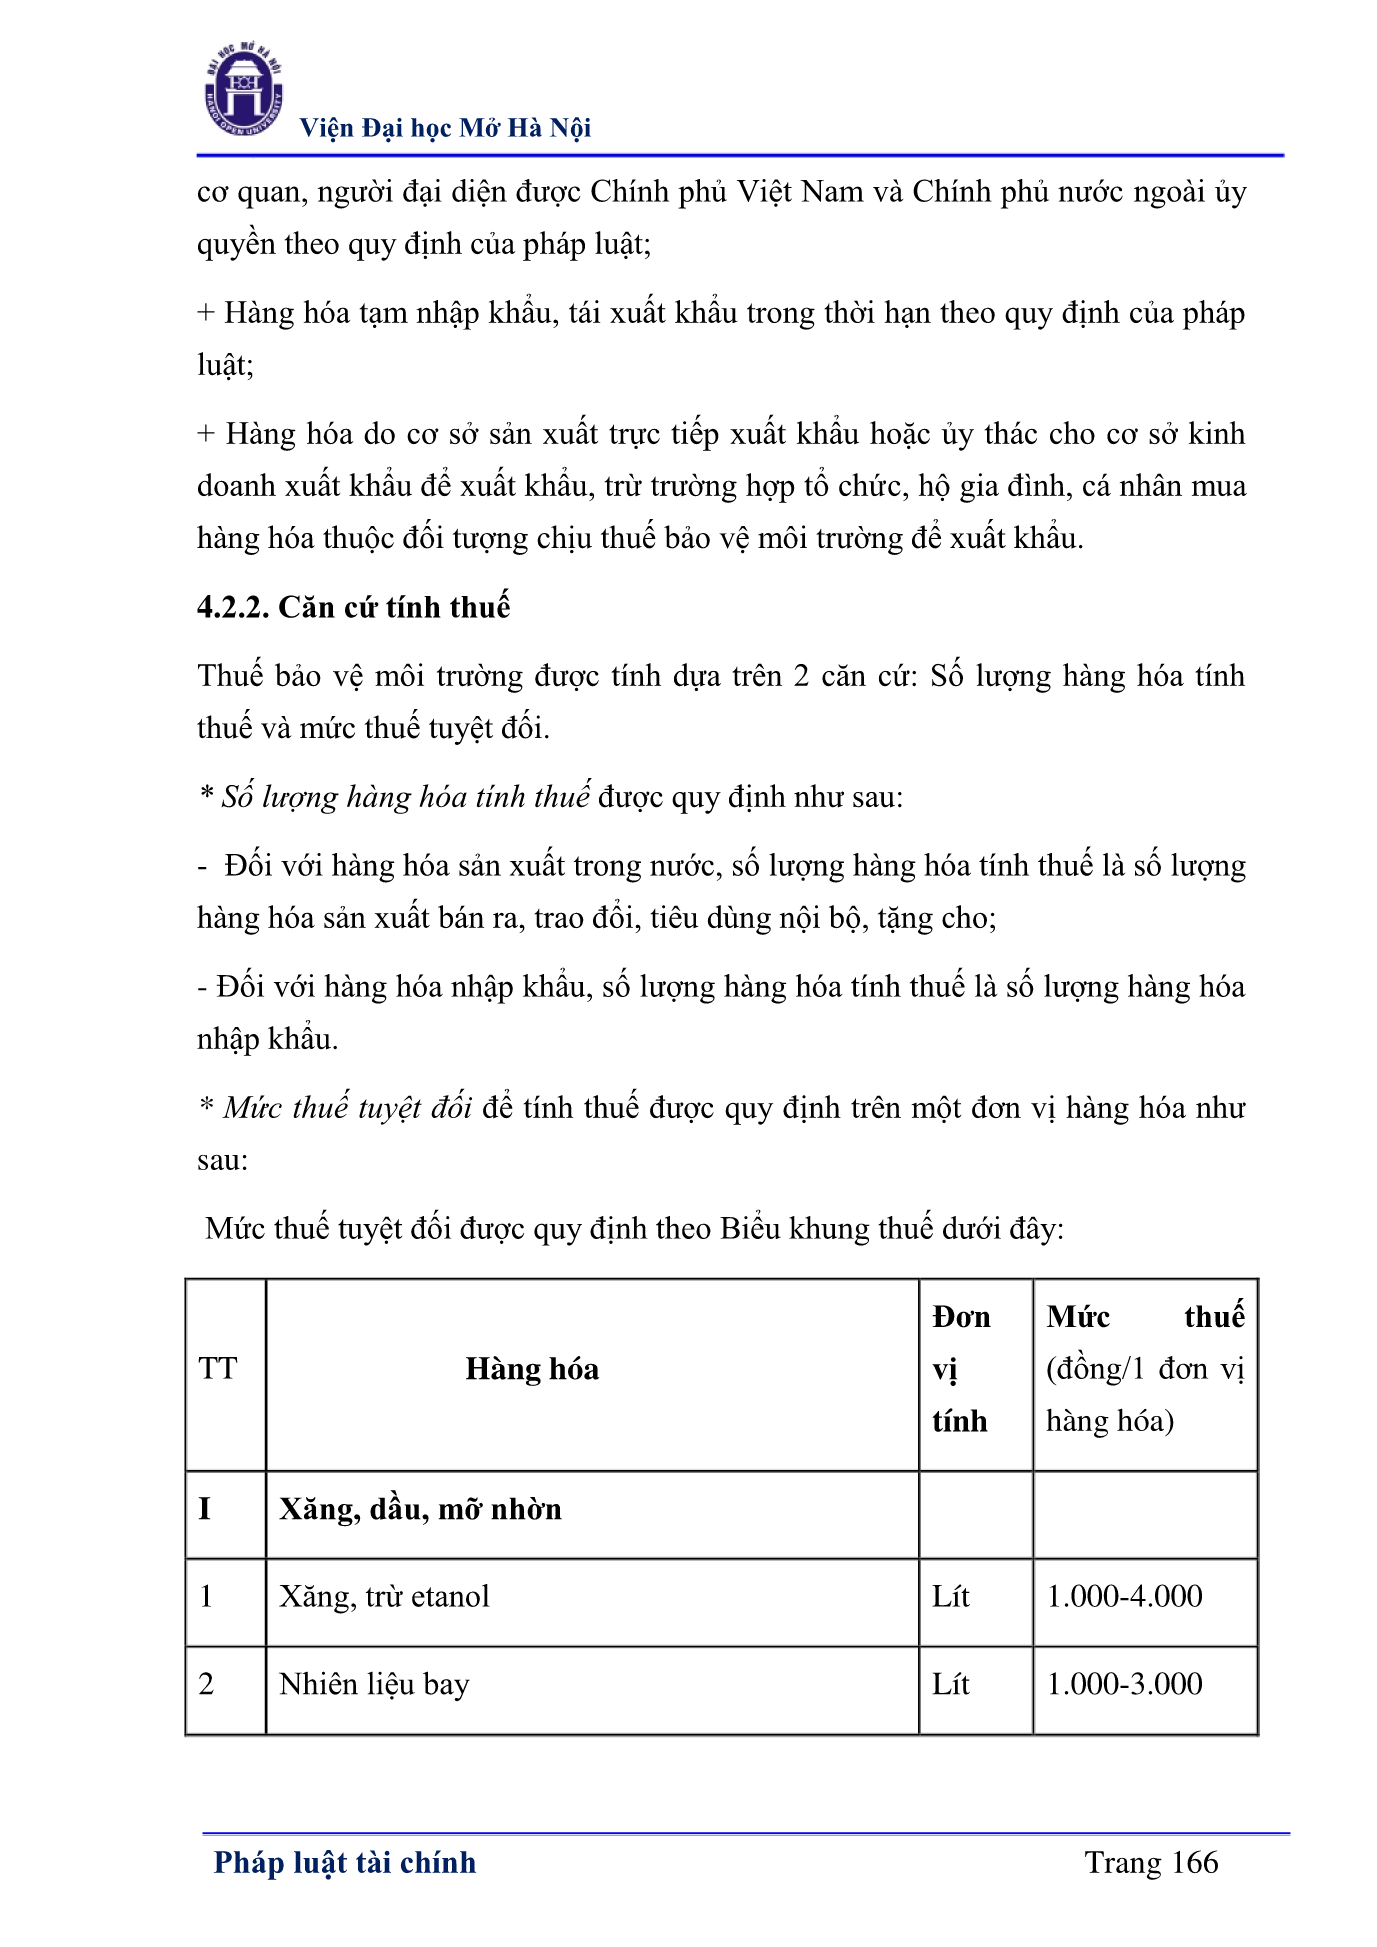 ĐẠI HỌC MỞ HÀ NỘI
HANOI OPEN UNIVERSITY
Viện Đại học Mở Hà Nội
cơ quan, người đại diện được Chính phủ Việt Nam và Chính phủ nước ngoài ủy
quyền theo quy định của pháp luật;
+ Hàng hóa tạm nhập khẩu, tái xuất khẩu trong thời hạn theo quy định của pháp
luật;
+ Hàng hóa do cơ sở sản xuất trực tiếp xuất khẩu hoặc ủy thác cho cơ sở kinh
doanh xuất khẩu để xuất khẩu, trừ trường hợp tổ chức, hộ gia đình, cá nhân mua
hàng hóa thuộc đối tượng chịu thuế bảo vệ môi trường để xuất khẩu.
4.2.2. Căn cứ tính thuế
Thuế bảo vệ môi trường được tính dựa trên 2 căn cứ: Số lượng hàng hóa tính
thuế và mức thuế tuyệt đối.
* Số lượng hàng hóa tính thuế được quy định như sau:
- Đối với hàng hóa sản xuất trong nước, số lượng hàng hóa tính thuế là số lượng
hàng hóa sản xuất bán ra, trao đổi, tiêu dùng nội bộ, tặng cho;
- Đối với hàng hóa nhập khẩu, số lượng hàng hóa tính thuế là số lượng hàng hóa
nhập khẩu.
* Mức thuế tuyệt đối để tính thuế được quy định trên một đơn vị hàng hóa như
sau:
Mức thuế tuyệt đối được quy định theo Biểu khung thuế dưới đây:
TT
Hàng hóa
Đơn
vị
tính
Mức thuế
(đồng/1 đơn vị
hàng hóa)
I Xăng, dầu, mỡ nhờn
1 Xăng, trừ etanol Lít 1.000-4.000
2 Nhiên liệu bay Lít 1.000-3.000
Pháp luật tài chính Trang 166